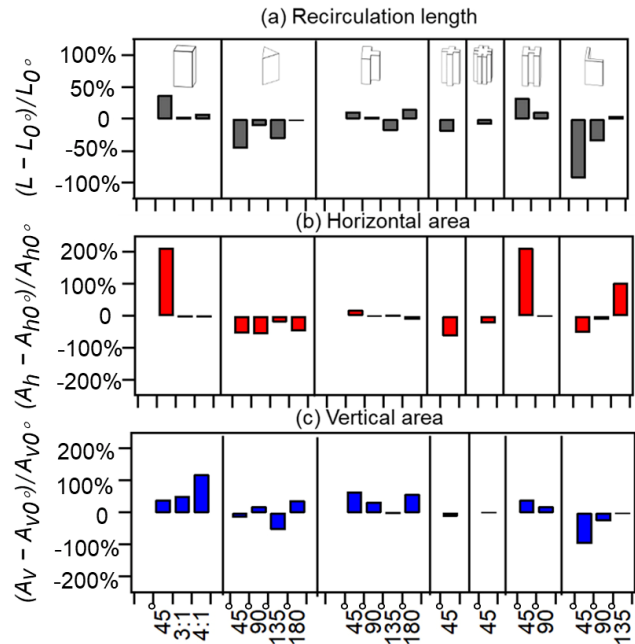 (a) Recirculation length
100%
50%
0
-50%
-100%
(L − L0°)/L0°
(b) Horizontal area
200%
100%
0
-100%
-200%
(Ah − Ah0°)/Ah0°
(c) Vertical area
200%
100%
0
-100%
-200%
(Av − Av0°)/Av0°
45° 3:1 4:1 45° 90° 135° 180° 45° 90° 135° 180° 45° 45° 45° 90° 45° 90° 135°